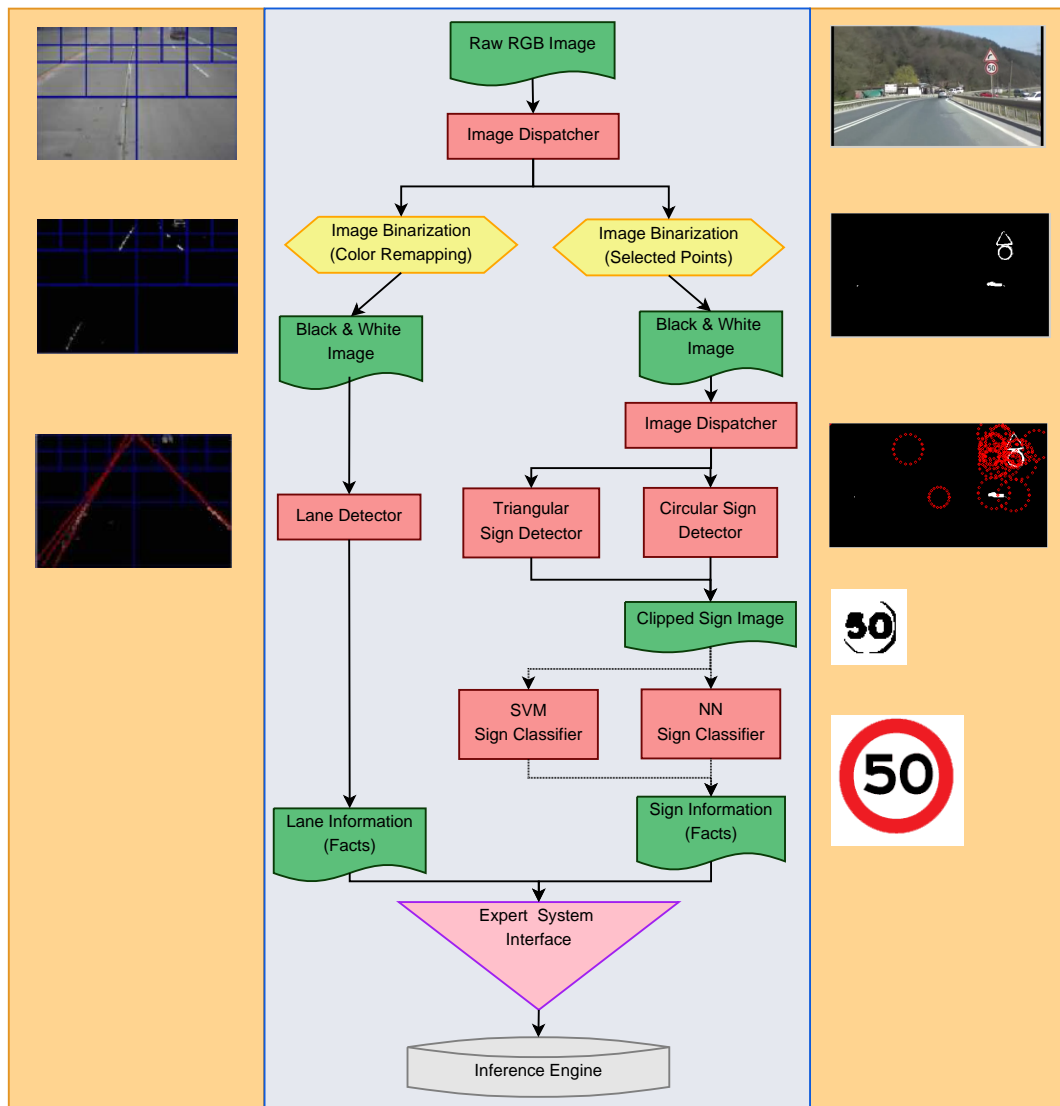 Raw RGB Image
Image Dispatcher
Image Binarization
(Color Remapping)
Image Binarization
(Selected Points)
Black & White
Image
Black & White
Image
Image Dispatcher
Lane Detector
Triangular
Sign Detector
Circular Sign
Detector
Clipped Sign Image
SVM
Sign Classifier
NN
Sign Classifier
Lane Information
(Facts)
Sign Information
(Facts)
Expert System
Interface
Inference Engine
50
50
50